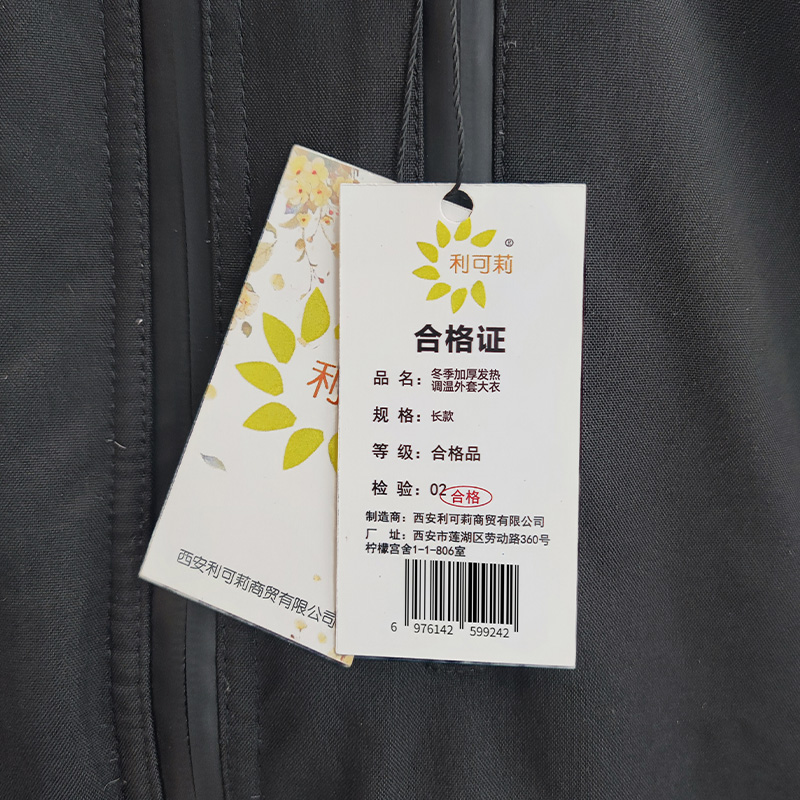 利可莉®
合格证
品 名：冬季加厚发热
调温外套大衣
规 格：长款
等 级：合格品
检 验：02 合格
制造商：西安利可莉商贸有限公司
厂 址：西安市莲湖区劳动路360号
柠檬宫舍1-1-806室
6 976142 599242
利
西安利可莉商贸有限公司